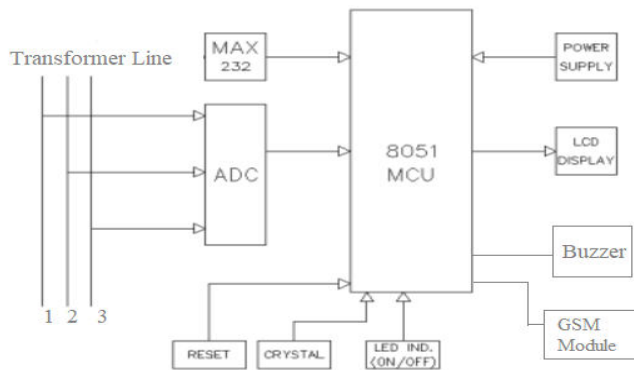 Transformer Line
MAX
232
POWER
SUPPLY
ADC
8051
MCU
LCD
DISPLAY
Buzzer
1 2 3
GSM
Module
RESET
CRYSTAL
LED IND.
(ON/OFF)